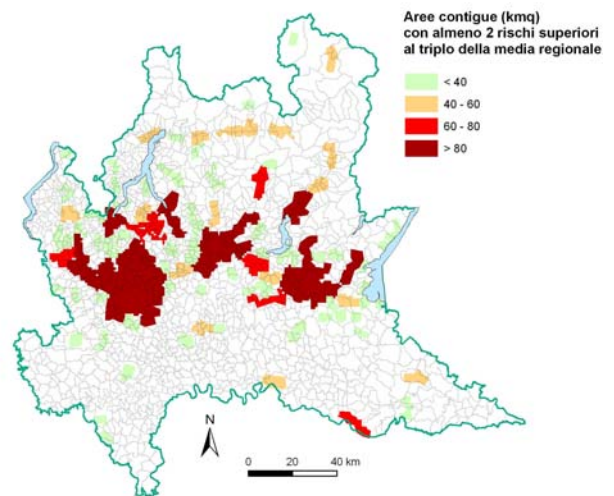 Aree contigue (kmq)
con almeno 2 rischi superiori
al triplo della media regionale
< 40
40 - 60
60 - 80
> 80
N
0 20 40 km